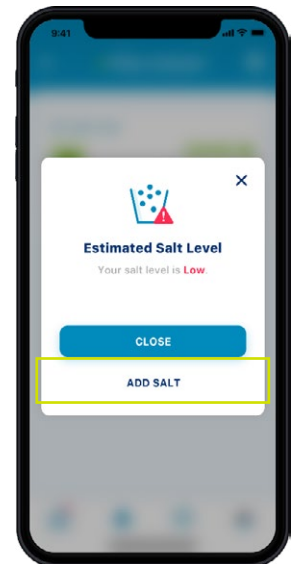 9:41
Estimated Salt Level
Your salt level is Low.
CLOSE
ADD SALT